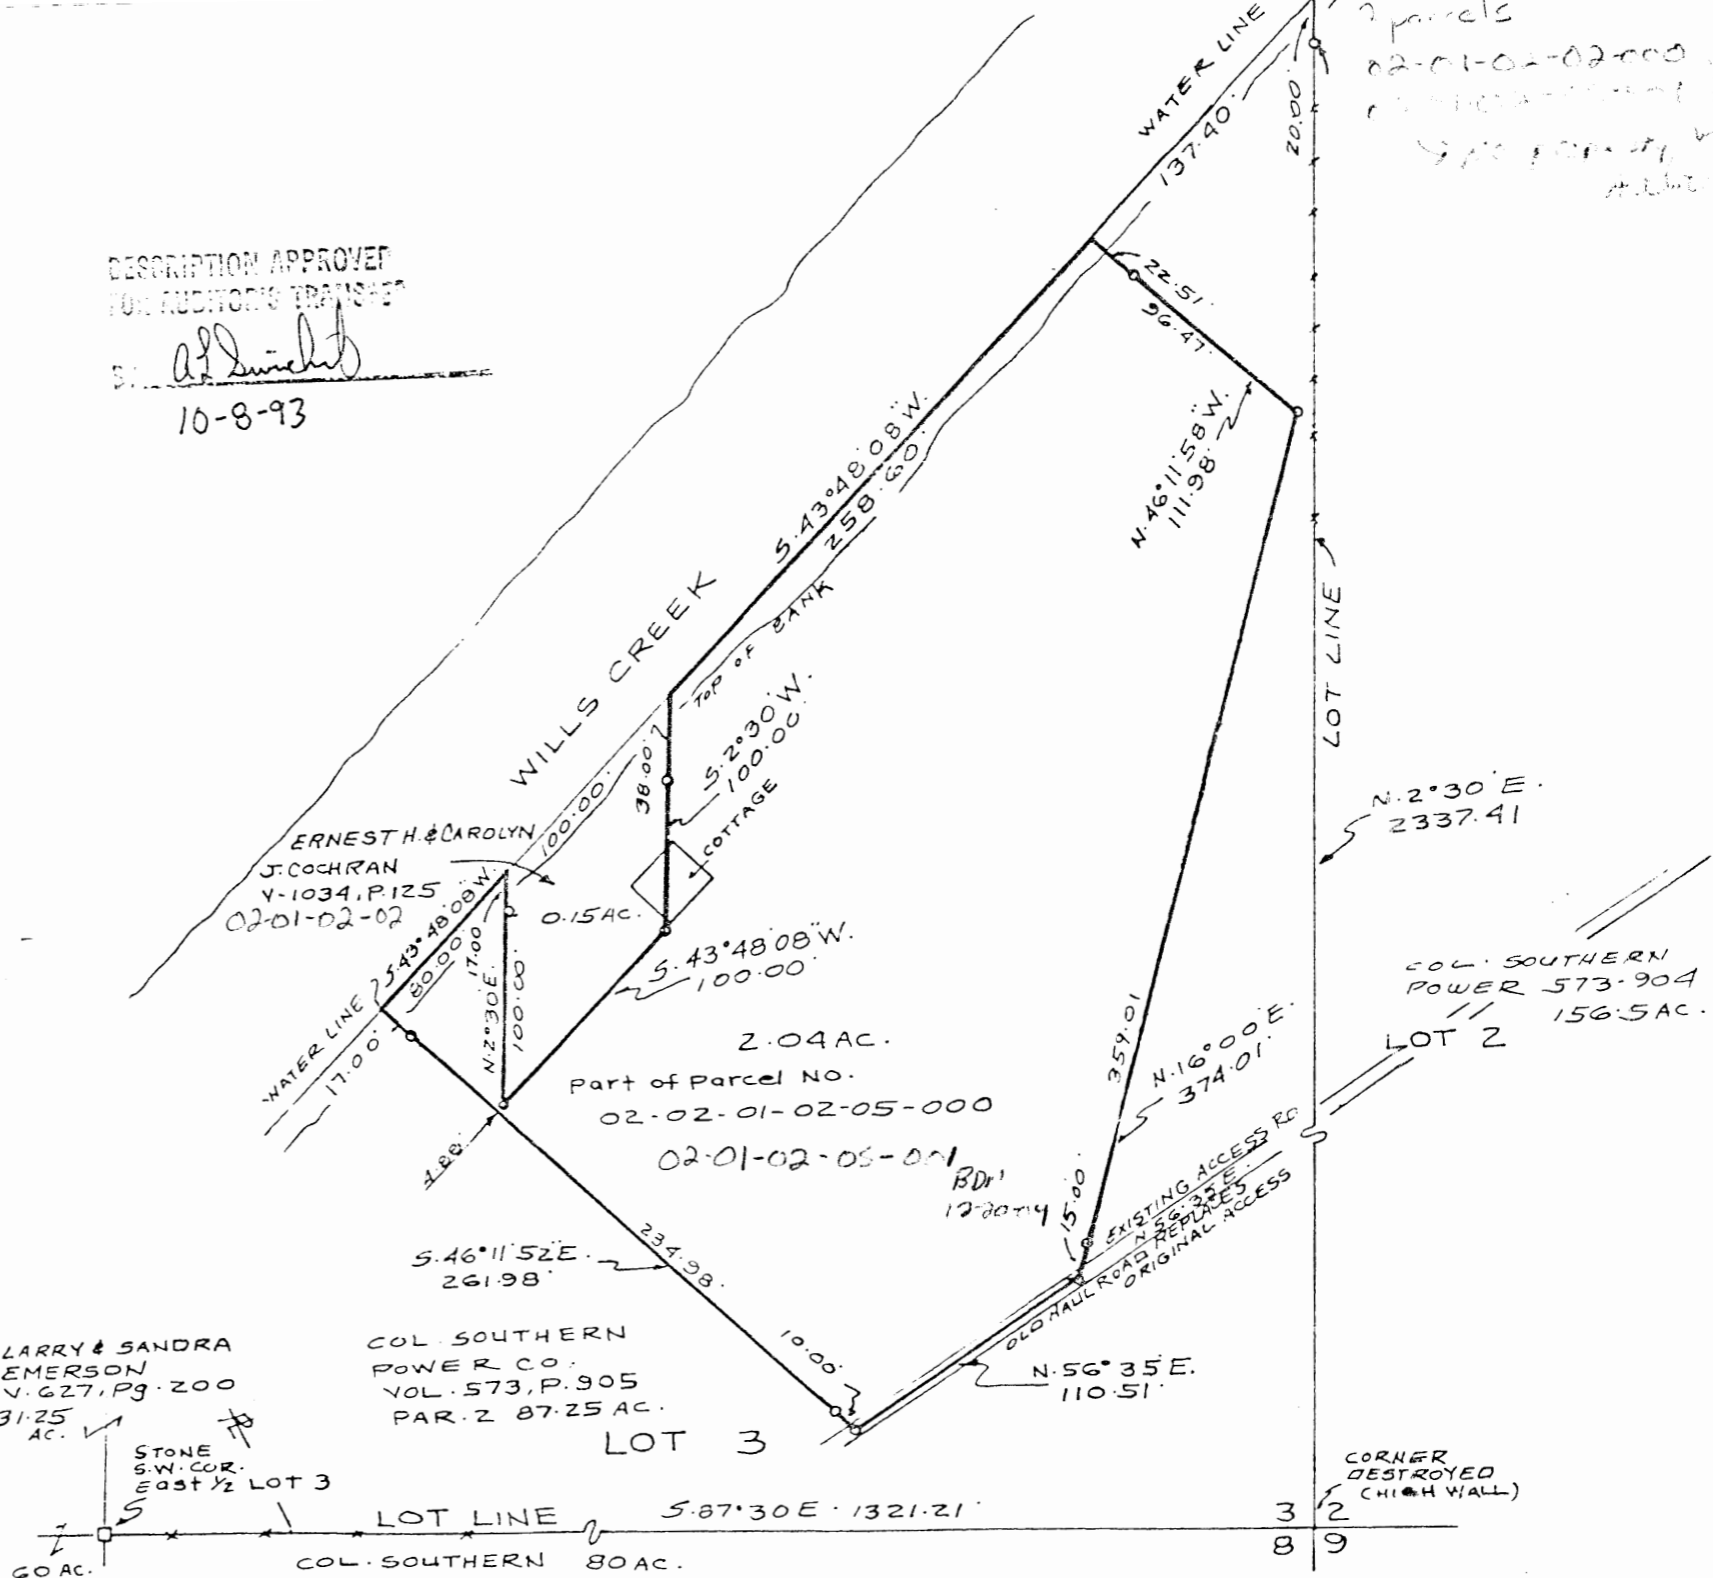 2 parcels
02-01-02-02-000
WATER LINE
137.40'
20.00'
DESCRIPTION APPROVED
FOR AUDITOR'S TRANSFER
10-8-93
22.51'
96.47'
N.46°11'58"W.
111.98'
S.43°48'08"W.
258.60'
TOP OF BANK
WILLS CREEK
LOT LINE
S.2°30'W.
100.00'
38.00'
COTTAGE
100.00'
N.2°30'E.
2337.41
ERNEST H. & CAROLYN
J. COCHRAN
V-1034, P.125
02-01-02-02
S.43°48'08"W.
80.00'
17.00
N.2°30'E.
100.00
0.15 AC.
S.43°48'08"W.
100.00'
WATER LINE
17.00'
COL. SOUTHERN
POWER 573-904
" 156.5 AC.
LOT 2
2.04 AC.
Part of Parcel NO.
02-02-01-02-05-000
02-01-02-05-001
359.01
N.16°00'E.
374.01'
15.00'
EXISTING ACCESS RD
N.56°35'E.
OLD HAUL ROAD REPLACES
ORIGINAL ACCESS
S.46°11'52"E.
261.98'
234.98'
10.00'
N.56°35'E.
110.51'
LARRY & SANDRA
EMERSON
V.627, Pg.200
31.25
AC.
COL. SOUTHERN
POWER CO.
VOL. 573, P.905
PAR. 2 87.25 AC.
LOT 3
STONE
S.W. COR.
East ½ LOT 3
CORNER
DESTROYED
(HIGH WALL)
LOT LINE S.87°30'E. 1321.21'
3 2
8 9
60 AC.
COL. SOUTHERN 80 AC.